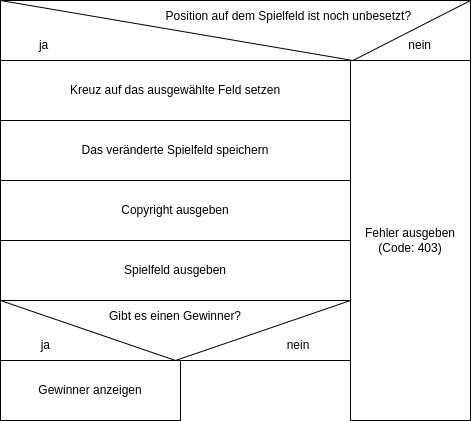 Position auf dem Spielfeld ist noch unbesetzt?
ja
nein
Kreuz auf das ausgewählte Feld setzen
Das veränderte Spielfeld speichern
Copyright ausgeben
Spielfeld ausgeben
Gibt es einen Gewinner?
ja
nein
Gewinner anzeigen
Fehler ausgeben
(Code: 403)